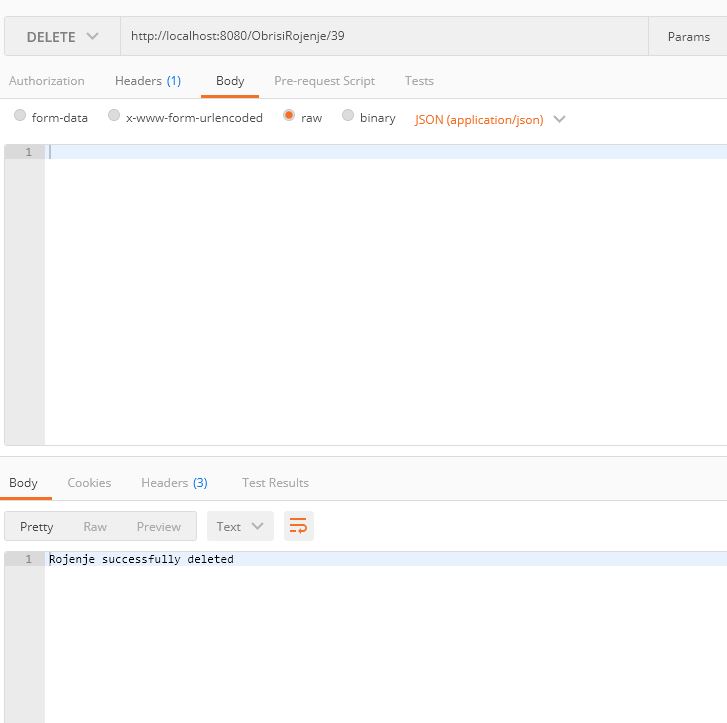 DELETE http://localhost:8080/ObrisiRojenje/39 Params
Authorization Headers (1) Body Pre-request Script Tests
form-data x-www-form-urlencoded raw binary JSON (application/json)
1
Body Cookies Headers (3) Test Results
Pretty Raw Preview Text
1 Rojenje successfully deleted